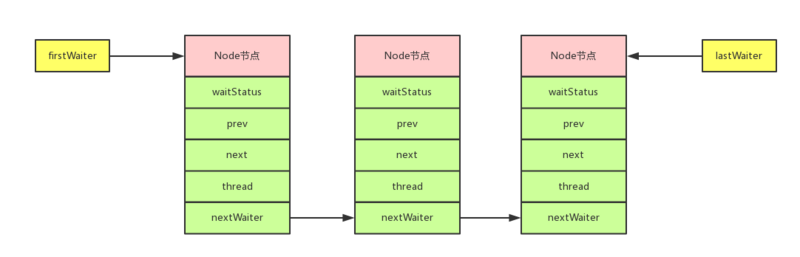 firstWaiter
Node节点
Node节点
Node节点
lastWaiter
waitStatus
waitStatus
waitStatus
prev
prev
prev
next
next
next
thread
thread
thread
nextWaiter
nextWaiter
nextWaiter